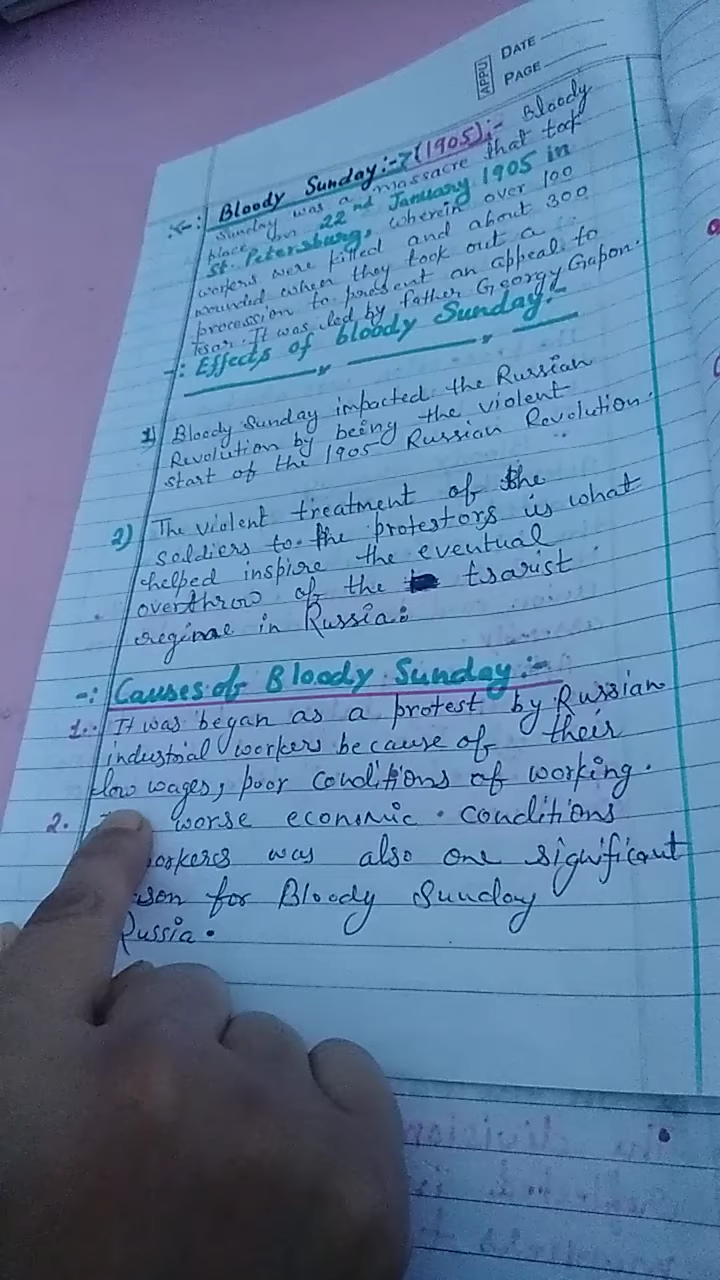 APPU
DATE
PAGE
:-: Bloody Sunday:-> (1905):- Bloody
Sunday was a massacre that took
place on 22nd January 1905 in
St. Petersburg, wherein over 100
workers were killed and about 300
wounded when they took out a
procession to present an appeal to
tsar. It was led by father Georgy Gapon.
-: Effects of bloody Sunday:-
1) Bloody Sunday impacted the Russian
Revolution by being the violent
start of the 1905 Russian Revolution.
2) The violent treatment of the
soldiers to the protestors is what
helped inspire the eventual
overthrow of the tsarist
regime in Russia.
-: Causes of Bloody Sunday:-
1. It was began as a protest by Russian
industrial workers because of their
low wages, poor conditions of working.
2. worse economic conditions
workers was also one significant
son for Bloody Sunday
Russia.